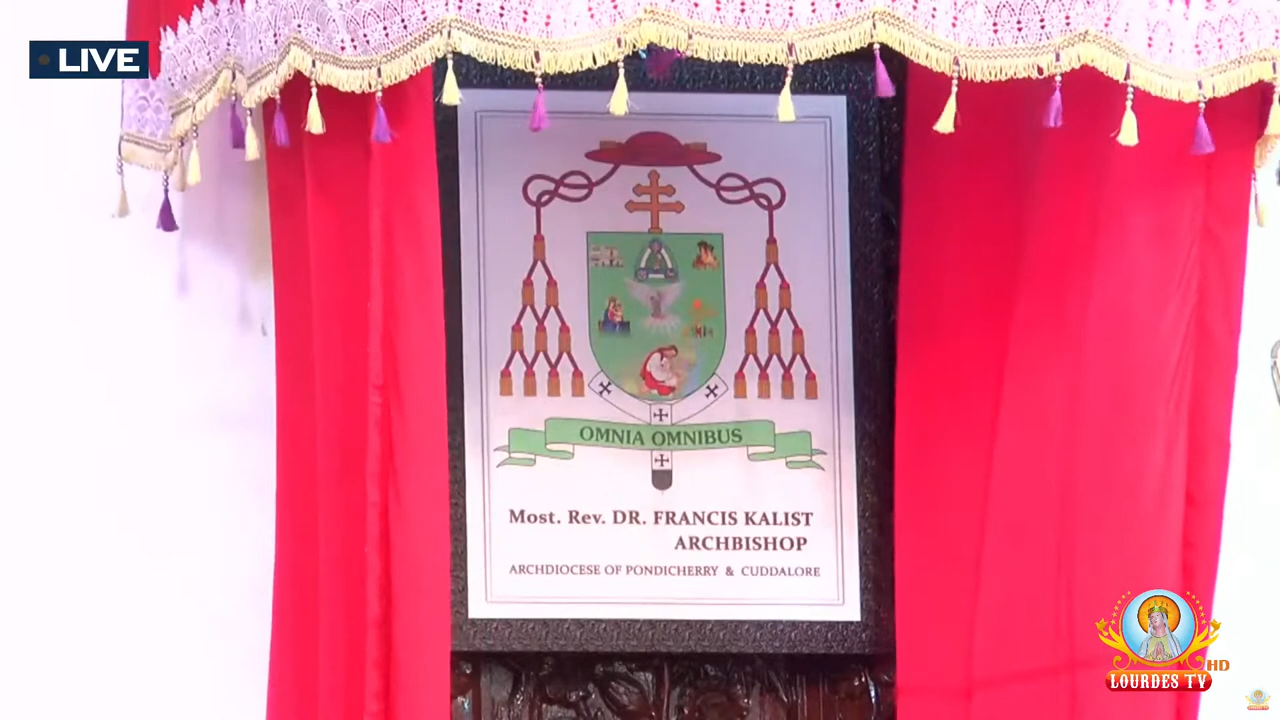 LIVE
OMNIA OMNIBUS
Most. Rev. DR. FRANCIS KALIST
ARCHBISHOP
ARCHDIOCESE OF PONDICHERRY & CUDDALORE
HD
LOURDES TV